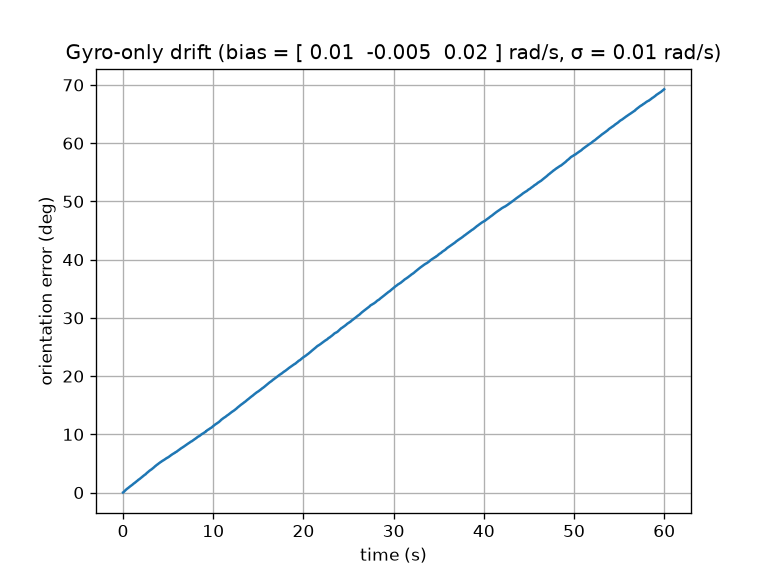 Gyro-only drift (bias = [ 0.01  -0.005  0.02 ] rad/s, σ = 0.01 rad/s)
70
60
50
40
30
20
10
0
orientation error (deg)
0 10 20 30 40 50 60
time (s)